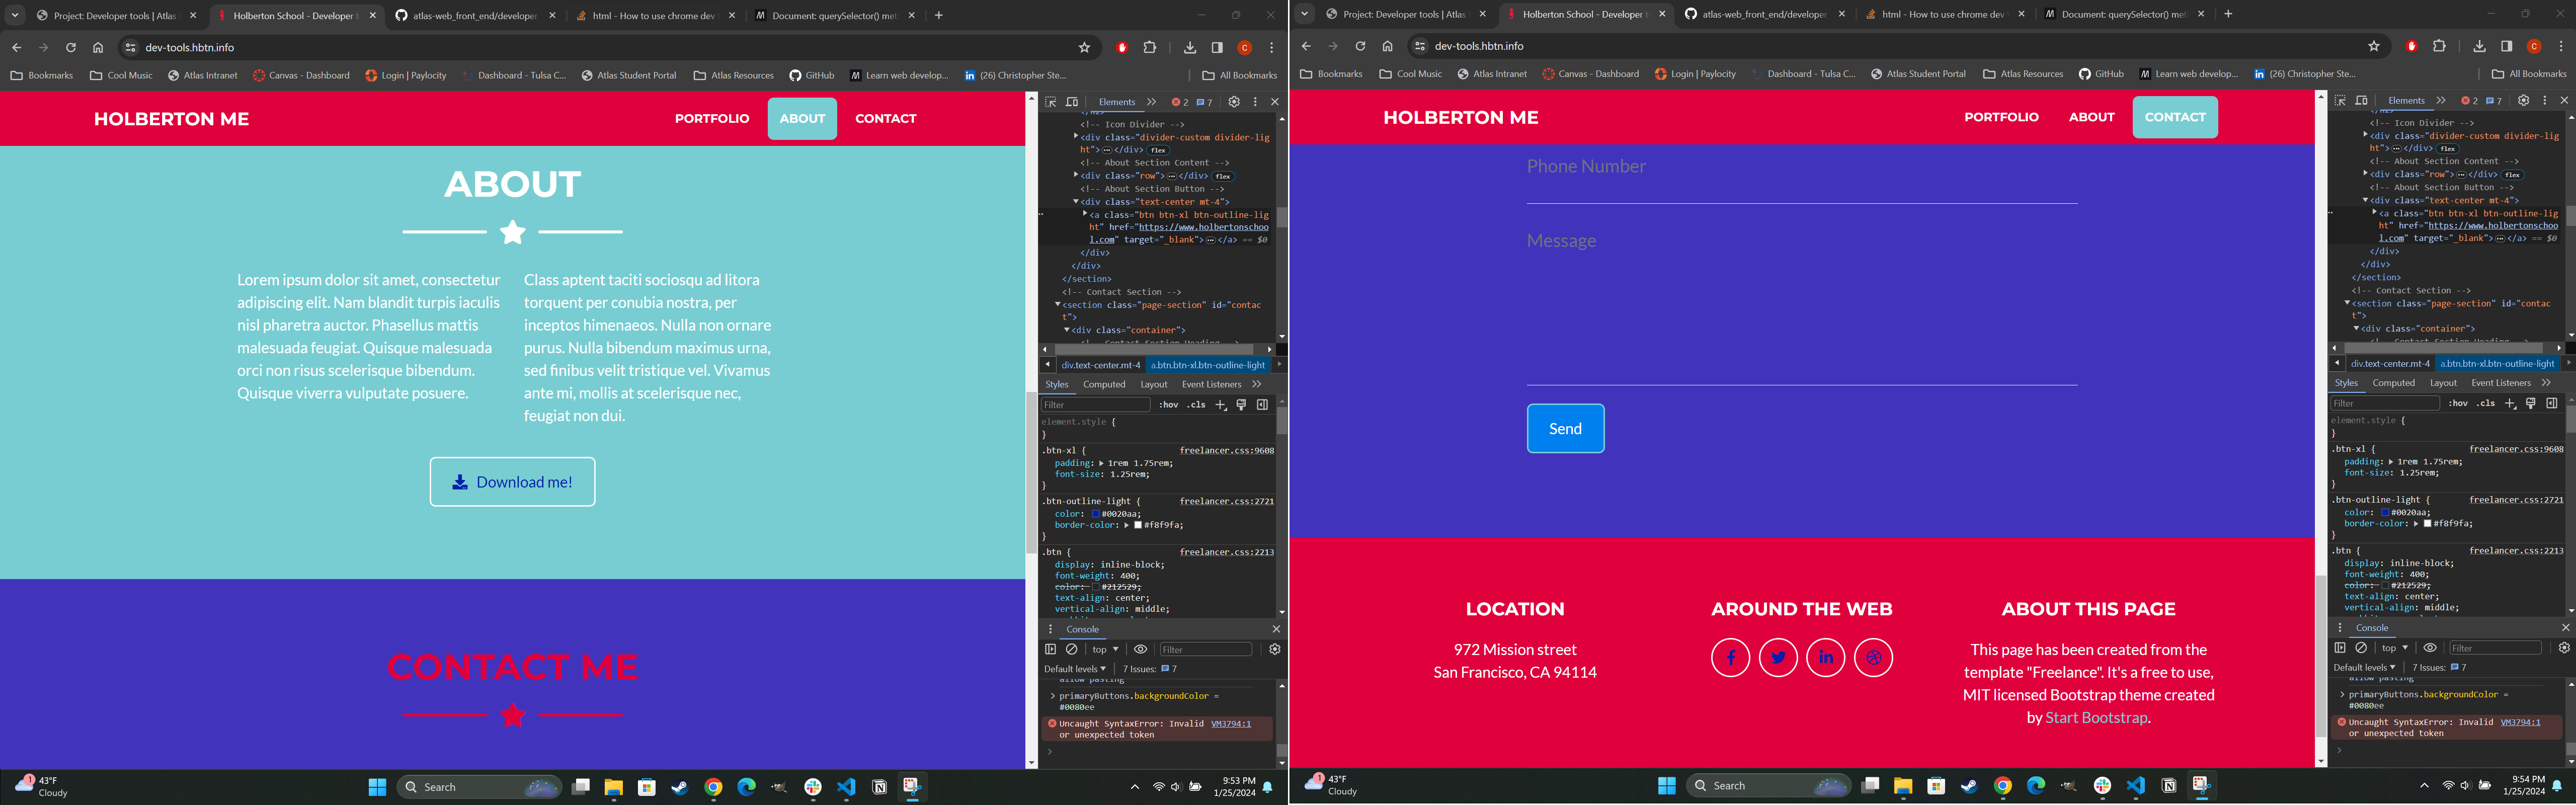 Project: Developer tools | Atlas
Holberton School - Developer t
atlas-web_front_end/developer
html - How to use chrome dev
Document: querySelector() met
dev-tools.hbtn.info
Bookmarks
Cool Music
Atlas Intranet
Canvas - Dashboard
Login | Paylocity
Dashboard - Tulsa C...
Atlas Student Portal
Atlas Resources
GitHub
Learn web develop...
(26) Christopher Ste...
All Bookmarks
HOLBERTON ME
PORTFOLIO
ABOUT
CONTACT
ABOUT
Lorem ipsum dolor sit amet, consectetur
adipiscing elit. Nam blandit turpis iaculis
nisl pharetra auctor. Phasellus mattis
malesuada feugiat. Quisque malesuada
orci non risus scelerisque bibendum.
Quisque viverra vulputate posuere.
Class aptent taciti sociosqu ad litora
torquent per conubia nostra, per
inceptos himenaeos. Nulla non ornare
purus. Nulla bibendum maximus urna,
sed finibus velit tristique vel. Vivamus
ante mi, mollis at scelerisque nec,
feugiat non dui.
Download me!
CONTACT ME
Elements
2
7
<!-- Icon Divider -->
<div class="divider-custom divider-lig
ht">…</div> flex
<!-- About Section Content -->
<div class="row">…</div> flex
<!-- About Section Button -->
<div class="text-center mt-4">
<a class="btn btn-xl btn-outline-lig
ht" href="https://www.holbertonschoo
l.com" target="_blank">…</a> == $0
</div>
</div>
</section>
<!-- Contact Section -->
<section class="page-section" id="contac
t">
<div class="container">
<!-- Contact Section Heading -->
div.text-center.mt-4
a.btn.btn-xl.btn-outline-light
Styles
Computed
Layout
Event Listeners
Filter
:hov
.cls
element.style {
}
.btn-xl {
freelancer.css:9608
padding: 1rem 1.75rem;
font-size: 1.25rem;
}
.btn-outline-light {
freelancer.css:2721
color: #0020aa;
border-color: #f8f9fa;
}
.btn {
freelancer.css:2213
display: inline-block;
font-weight: 400;
color: #212529;
text-align: center;
vertical-align: middle;
Console
top
Filter
Default levels
7 Issues:
7
allow pasting
primaryButtons.backgroundColor =
#0080ee
Uncaught SyntaxError: Invalid
VM3794:1
or unexpected token
1
43°F
Cloudy
Search
9:53 PM
1/25/2024
Project: Developer tools | Atlas
Holberton School - Developer t
atlas-web_front_end/developer
html - How to use chrome dev
Document: querySelector() met
dev-tools.hbtn.info
Bookmarks
Cool Music
Atlas Intranet
Canvas - Dashboard
Login | Paylocity
Dashboard - Tulsa C...
Atlas Student Portal
Atlas Resources
GitHub
Learn web develop...
(26) Christopher Ste...
All Bookmarks
HOLBERTON ME
PORTFOLIO
ABOUT
CONTACT
Phone Number
Message
Send
LOCATION
972 Mission street
San Francisco, CA 94114
AROUND THE WEB
ABOUT THIS PAGE
This page has been created from the
template "Freelance". It's a free to use,
MIT licensed Bootstrap theme created
by Start Bootstrap.
Elements
2
7
<!-- Icon Divider -->
<div class="divider-custom divider-lig
ht">…</div> flex
<!-- About Section Content -->
<div class="row">…</div> flex
<!-- About Section Button -->
<div class="text-center mt-4">
<a class="btn btn-xl btn-outline-lig
ht" href="https://www.holbertonschoo
l.com" target="_blank">…</a> == $0
</div>
</div>
</section>
<!-- Contact Section -->
<section class="page-section" id="contac
t">
<div class="container">
<!-- Contact Section Heading -->
div.text-center.mt-4
a.btn.btn-xl.btn-outline-light
Styles
Computed
Layout
Event Listeners
Filter
:hov
.cls
element.style {
}
.btn-xl {
freelancer.css:9608
padding: 1rem 1.75rem;
font-size: 1.25rem;
}
.btn-outline-light {
freelancer.css:2721
color: #0020aa;
border-color: #f8f9fa;
}
.btn {
freelancer.css:2213
display: inline-block;
font-weight: 400;
color: #212529;
text-align: center;
vertical-align: middle;
Console
top
Filter
Default levels
7 Issues:
7
allow pasting
primaryButtons.backgroundColor =
#0080ee
Uncaught SyntaxError: Invalid
VM3794:1
or unexpected token
1
43°F
Cloudy
Search
9:54 PM
1/25/2024